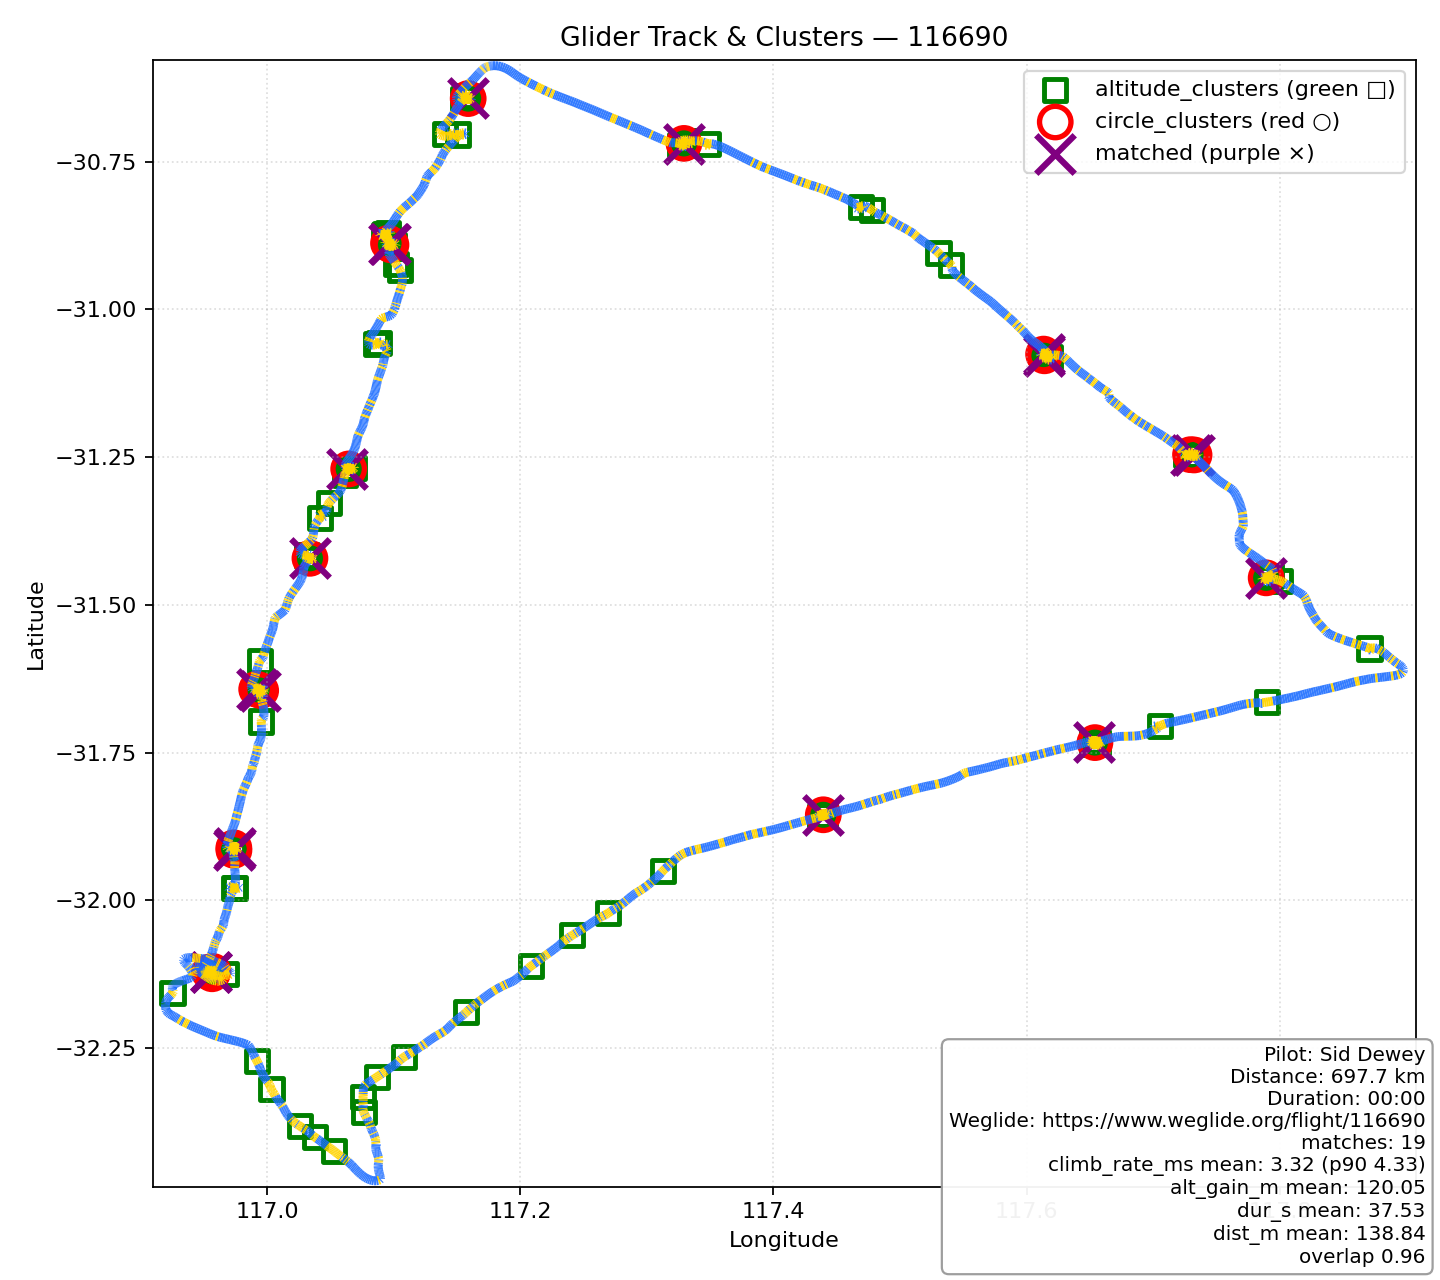 Glider Track & Clusters — 116690
altitude_clusters (green □)
circle_clusters (red ○)
matched (purple ×)
−30.75
−31.00
−31.25
−31.50
−31.75
−32.00
−32.25
Latitude
117.0
117.2
117.4
117.6
Longitude
Pilot: Sid Dewey
Distance: 697.7 km
Duration: 00:00
Weglide: https://www.weglide.org/flight/116690
matches: 19
climb_rate_ms mean: 3.32 (p90 4.33)
alt_gain_m mean: 120.05
dur_s mean: 37.53
dist_m mean: 138.84
overlap 0.96